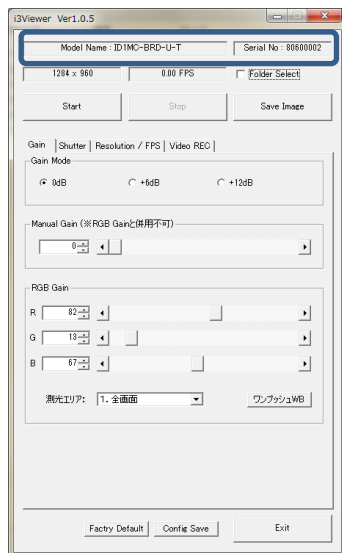 i3Viewer Ver1.0.5
Model Name : ID1MC-BRD-U-T Serial No : 80600002
1284 × 960 0.00 FPS Folder Select
Start Stop Save Image
Gain Shutter Resolution / FPS Video REC
Gain Mode
0dB +6dB +12dB
Manual Gain (※RGB Gainと併用不可)
0
RGB Gain
R 82
G 13
B 67
測光エリア: 1. 全画面 ワンプッシュWB
Factry Default Config Save Exit